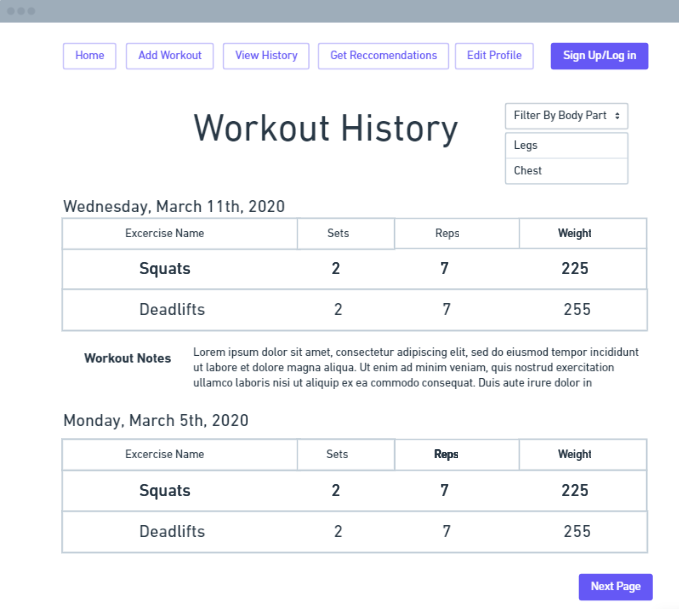 Home Add Workout View History Get Reccomendations Edit Profile Sign Up/Log in
Workout History
Filter By Body Part
Legs
Chest
Wednesday, March 11th, 2020
Excercise Name Sets Reps Weight
Squats 2 7 225
Deadlifts 2 7 255
Workout Notes
Lorem ipsum dolor sit amet, consectetur adipiscing elit, sed do eiusmod tempor incididunt
ut labore et dolore magna aliqua. Ut enim ad minim veniam, quis nostrud exercitation
ullamco laboris nisi ut aliquip ex ea commodo consequat. Duis aute irure dolor in
Monday, March 5th, 2020
Excercise Name Sets Reps Weight
Squats 2 7 225
Deadlifts 2 7 255
Next Page